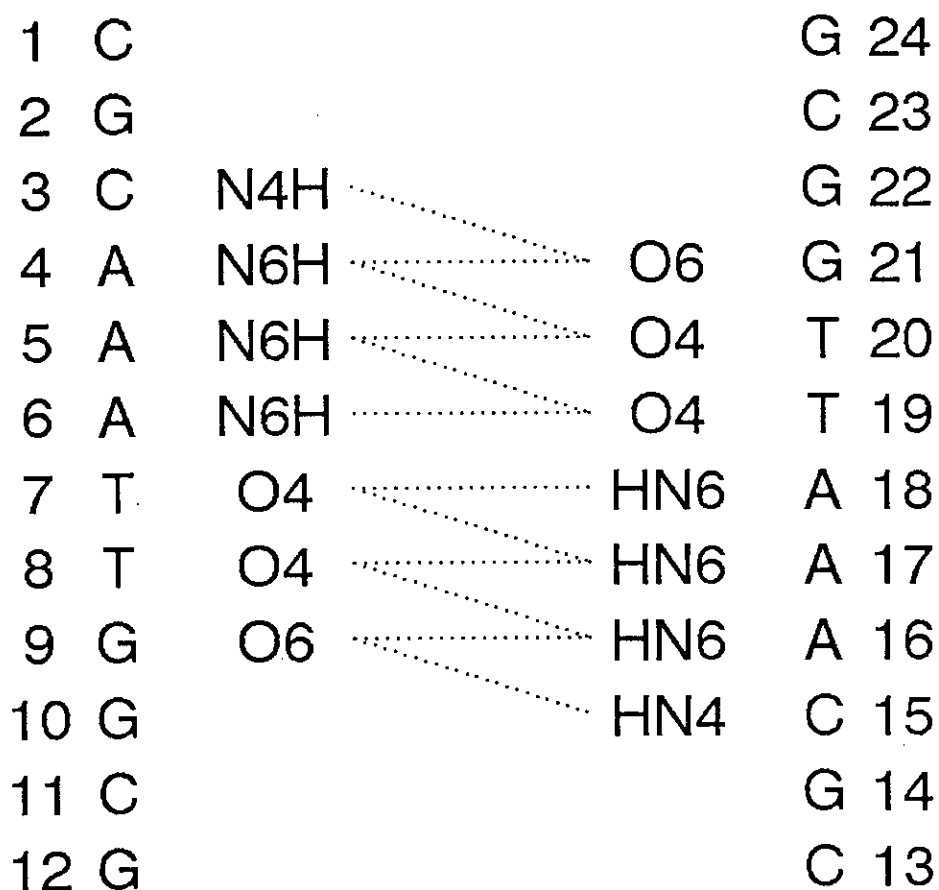 1 C G 24
2 G C 23
3 C N4H G 22
4 A N6H O6 G 21
5 A N6H O4 T 20
6 A N6H O4 T 19
7 T O4 HN6 A 18
8 T O4 HN6 A 17
9 G O6 HN6 A 16
10 G HN4 C 15
11 C G 14
12 G C 13